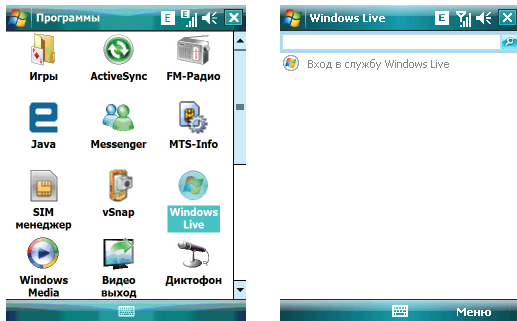 Программы
E
E
Игры
ActiveSync
FM-Радио
Java
Messenger
MTS-Info
SIM
менеджер
vSnap
Windows
Live
Windows
Media
Видео
выход
Диктофон
Windows Live
E
Вход в службу Windows Live
Меню